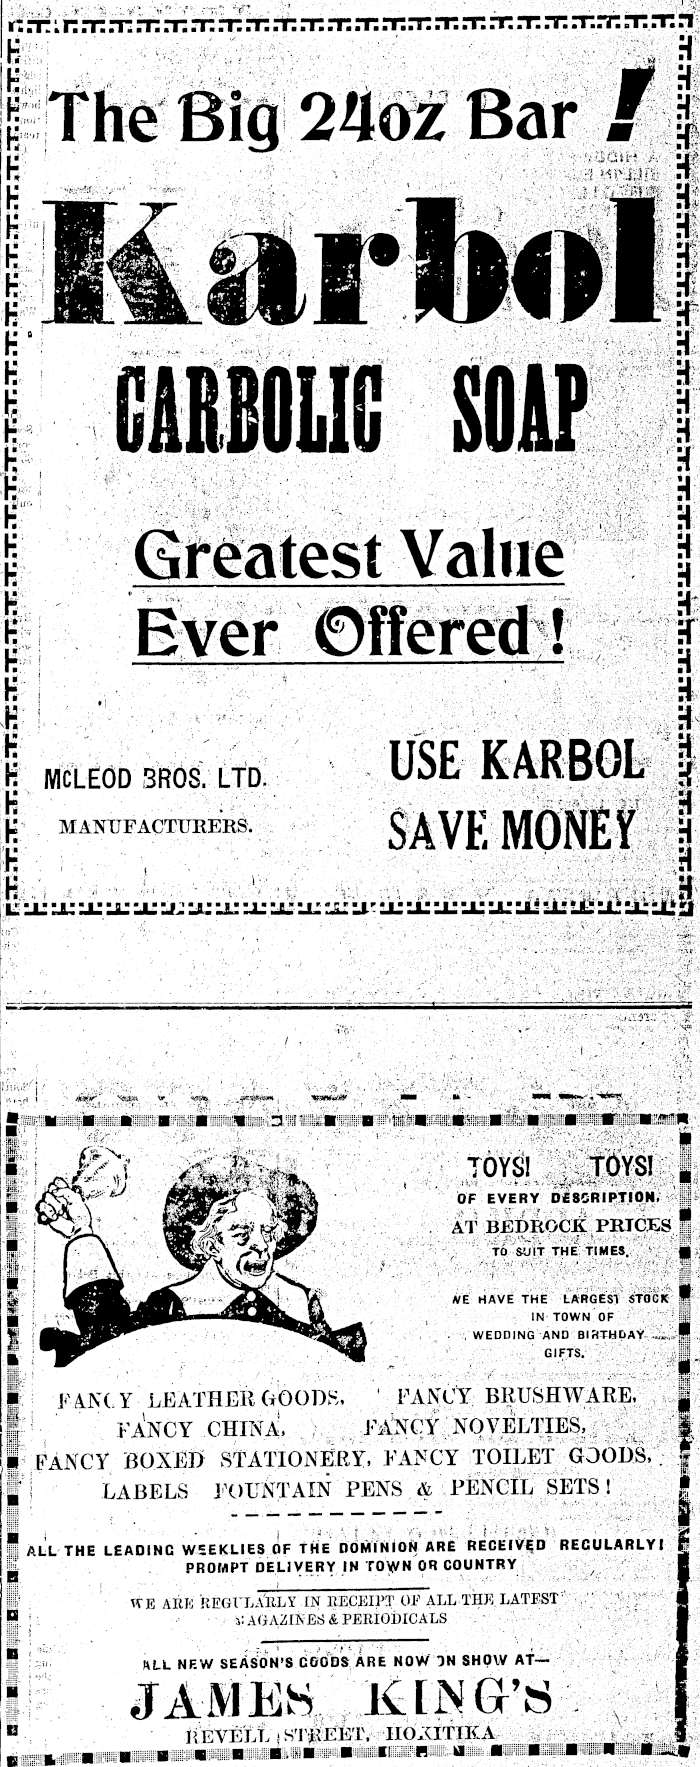 The Big 24oz Bar !
Karbol
CARBOLIC SOAP
Greatest Value
Ever Offered !
McLEOD BROS. LTD.
MANUFACTURERS.
USE KARBOL
SAVE MONEY
TOYS! TOYS!
OF EVERY DESCRIPTION,
AT BEDROCK PRICES
TO SUIT THE TIMES.
WE HAVE THE LARGEST STOCK
IN TOWN OF
WEDDING AND BIRTHDAY
GIFTS.
FANCY LEATHER GOODS, FANCY BRUSHWARE,
FANCY CHINA, FANCY NOVELTIES,
FANCY BOXED STATIONERY, FANCY TOILET GOODS,
LABELS FOUNTAIN PENS & PENCIL SETS!
ALL THE LEADING WEEKLIES OF THE DOMINION ARE RECEIVED REGULARLY!
PROMPT DELIVERY IN TOWN OR COUNTRY
WE ARE REGULARLY IN RECEIPT OF ALL THE LATEST
MAGAZINES & PERIODICALS
ALL NEW SEASON'S GOODS ARE NOW ON SHOW AT—
JAMES KING'S
REVELL STREET, HOKITIKA